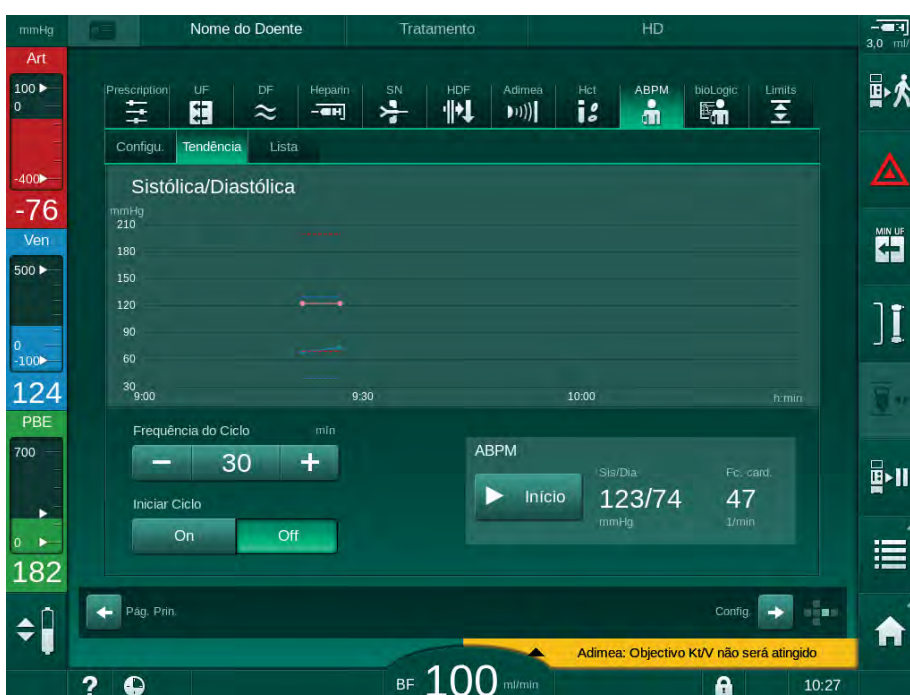 mmHg
Nome do Doente
Tratamento
HD
3,0 ml/
Art
100
0
-400
-76
Ven
500
0
-100
124
PBE
700
0
182
Prescription
UF
DF
Heparin
SN
HDF
Adimea
Hct
ABPM
bioLogic
Limits
Configu.
Tendência
Lista
Sistólica/Diastólica
mmHg
210
180
150
120
90
60
30
9:00
9:30
10:00
h:min
Frequência do Ciclo
min
30
Iniciar Ciclo
On
Off
ABPM
Início
Sis/Dia
123/74
mmHg
Fc. card.
47
1/min
MIN UF
Pág. Prin.
Config.
Adimea: Objectivo Kt/V não será atingido
?
BF 100 ml/min
10:27